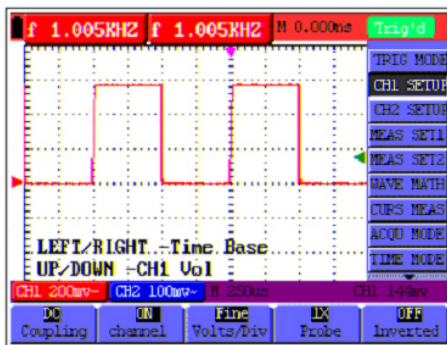 f 1.005KHZ f 1.005KHZ M 0.000ns Trig'd
TRIG MODE
CH1 SETUP
CH2 SETUP
MEAS SET1
MEAS SET2
WAVE MATH
CURS MEAS
ACQU MODE
TIME MODE
LEFT/RIGHT -Time Base
UP/DOWN -CH1 Vol
CH1 200mv- CH2 100mv~ M 250us CH1 144mv
DC ON Fine 1X OFF
Coupling channel Volts/Div Probe Inverted